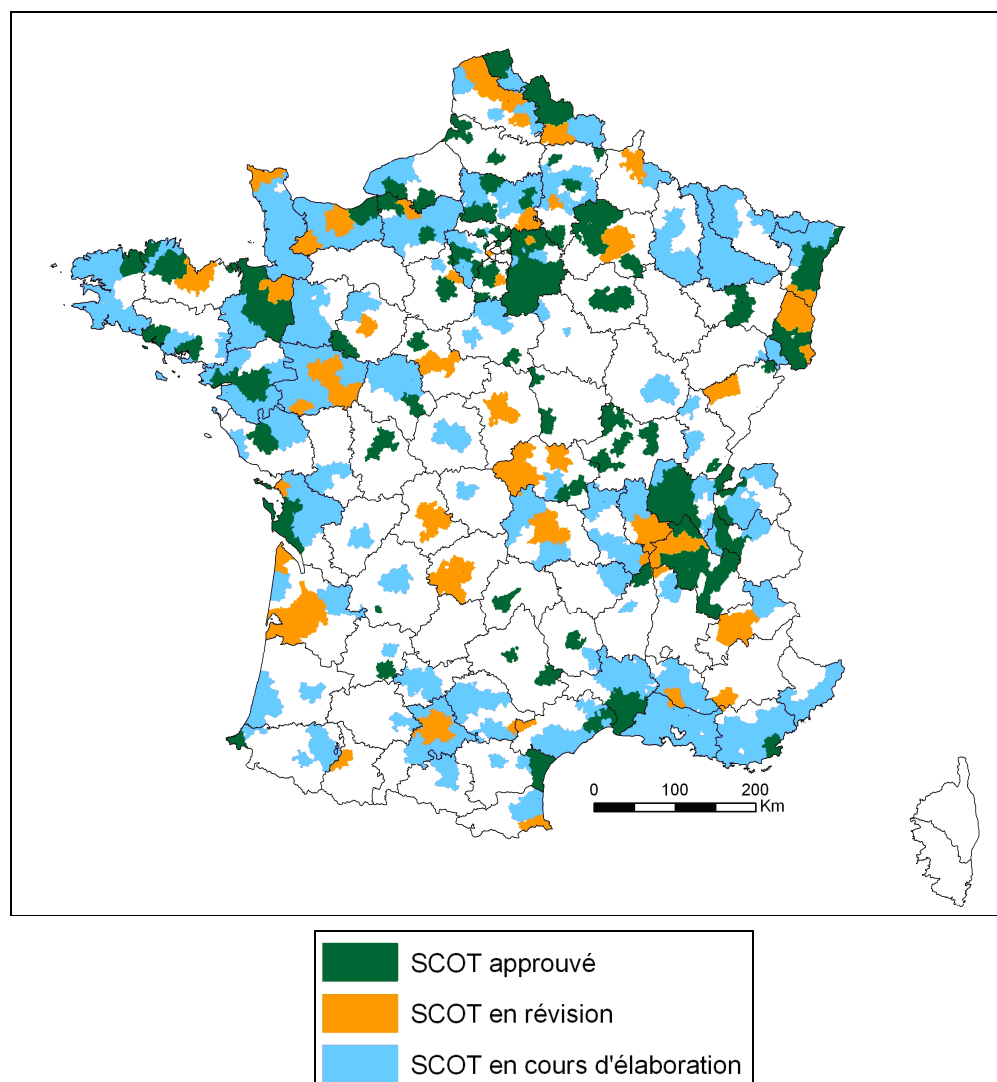 0 100 200
Km
SCOT approuvé
SCOT en révision
SCOT en cours d'élaboration